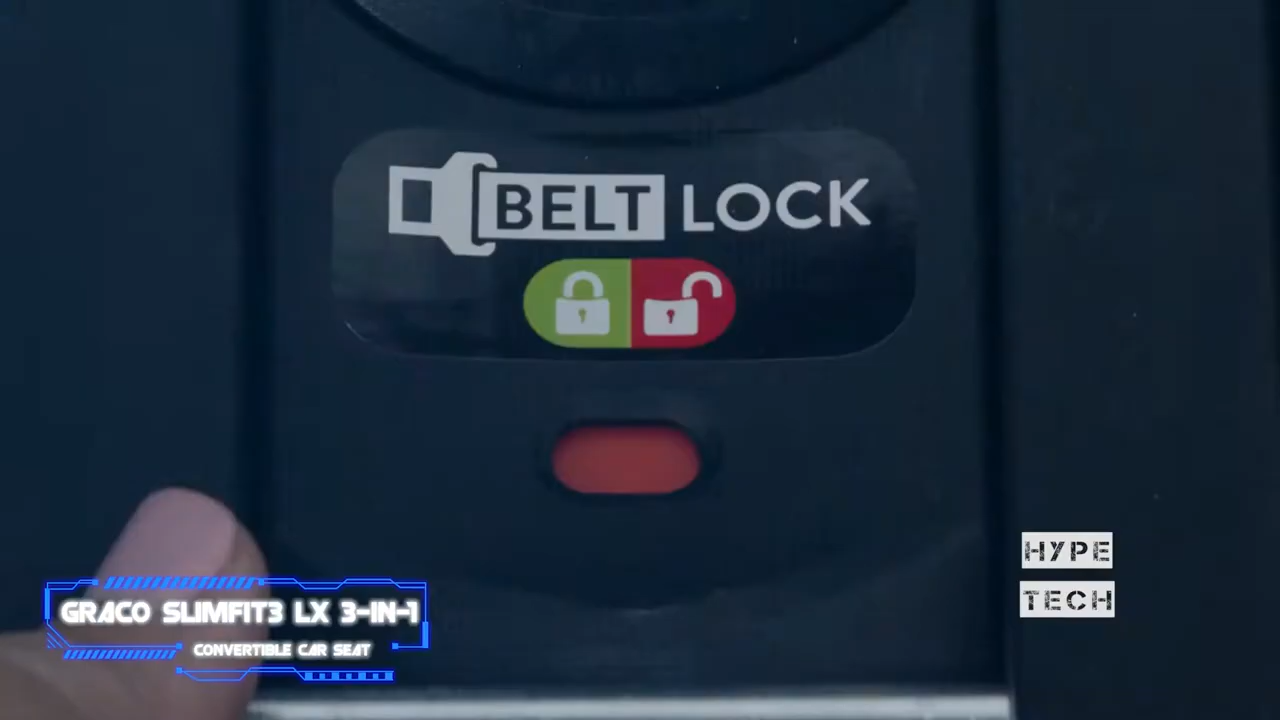 BELT LOCK
GRACO SLIMFIT3 LX 3-IN-1
CONVERTIBLE CAR SEAT
HYPE
TECH